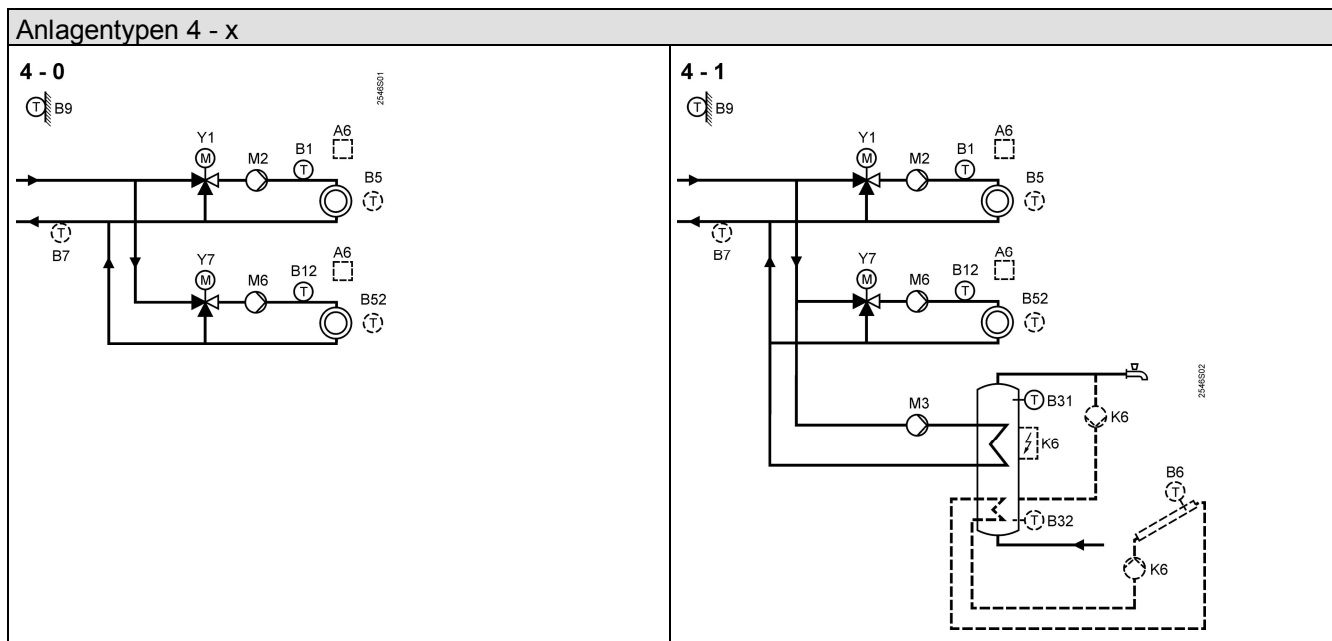 Anlagentypen 4 - x
4 - 0
T B9
2546S01
A6
Y1
M
M2
B1
T
B5
T
T
B7
A6
Y7
M
M6
B12
T
B52
T
4 - 1
T B9
A6
Y1
M
M2
B1
T
B5
T
T
B7
A6
Y7
M
M6
B12
T
B52
T
2546S02
M3
T B31
K6
K6
B6
T
T B32
K6